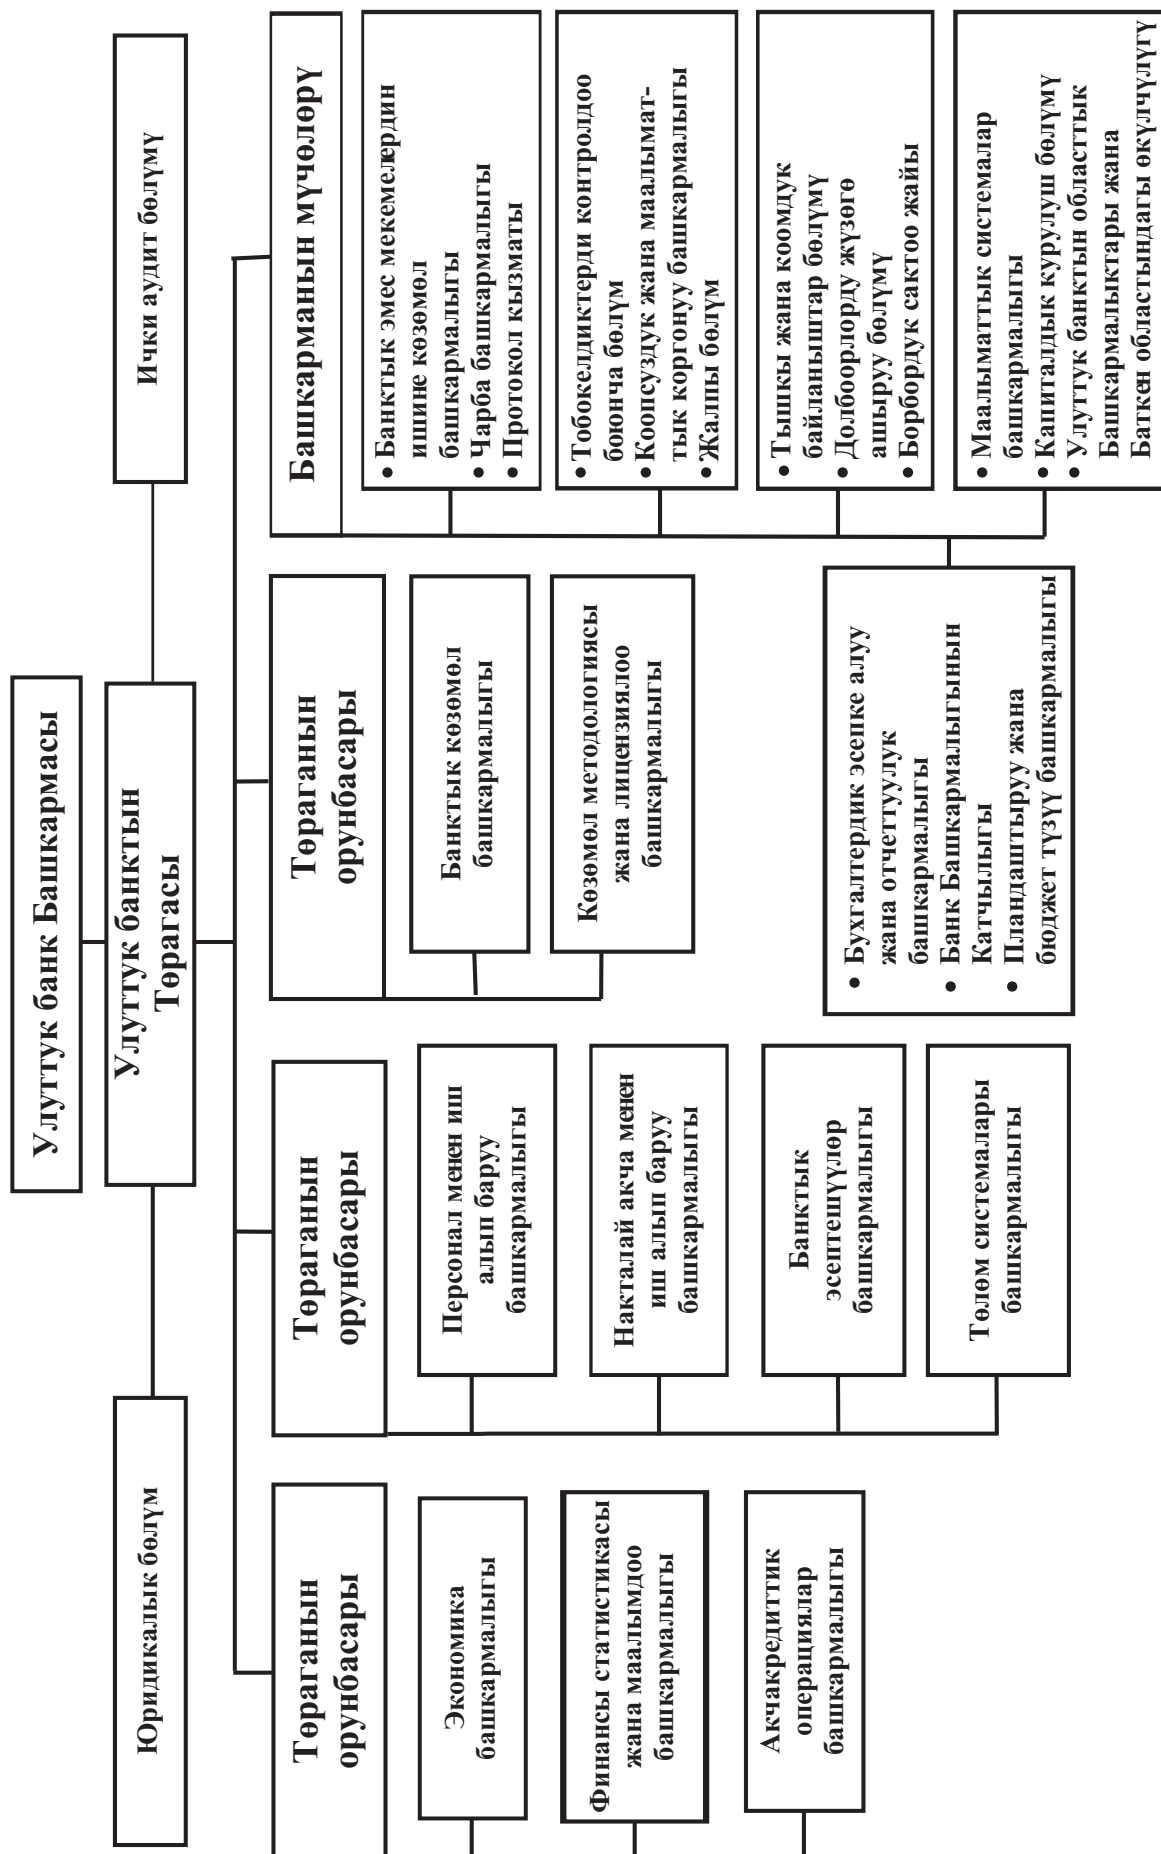 Улуттук банк Башкармасы
Улуттук банктын
Төрагасы
Юридикалык бөлүм
Ички аудит бөлүмү
Төраганын
орунбасары
Экономика
башкармалыгы
Финансы статистикасы
жана маалымдоо
башкармалыгы
Акчакредиттик
операциялар
башкармалыгы
Төраганын
орунбасары
Персонал менен иш
алып баруу
башкармалыгы
Накталай акча менен
иш алып баруу
башкармалыгы
Банктык
эсептешүүлөр
башкармалыгы
Төлөм системалары
башкармалыгы
Төраганын
орунбасары
Банктык көзөмөл
башкармалыгы
Көзөмөл методологиясы
жана лицензиялоо
башкармалыгы
Башкарманын мүчөлөрү
• Банктык эмес мекемелердин
ишине көзөмөл
башкармалыгы
• Чарба башкармалыгы
• Протокол кызматы
• Тобокелдиктерди контролдоо
боюнча бөлүм
• Коопсуздук жана маалымат-
тык коргонуу башкармалыгы
• Жалпы бөлүм
• Тышкы жана коомдук
байланыштар бөлүмү
• Долбоорлорду жүзөгө
ашыруу бөлүмү
• Борбордук сактоо жайы
• Маалыматтык системалар
башкармалыгы
• Капиталдык курулуш бөлүмү
• Улуттук банктын областтык
Башкармалыктары жана
Баткен областындагы өкүлчүлүгү
• Бухгалтердик эсепке алуу
жана отчеттуулук
башкармалыгы
• Банк Башкармалыгынын
Катчылыгы
• Пландаштыруу жана
бюджет түзүү башкармалыгы